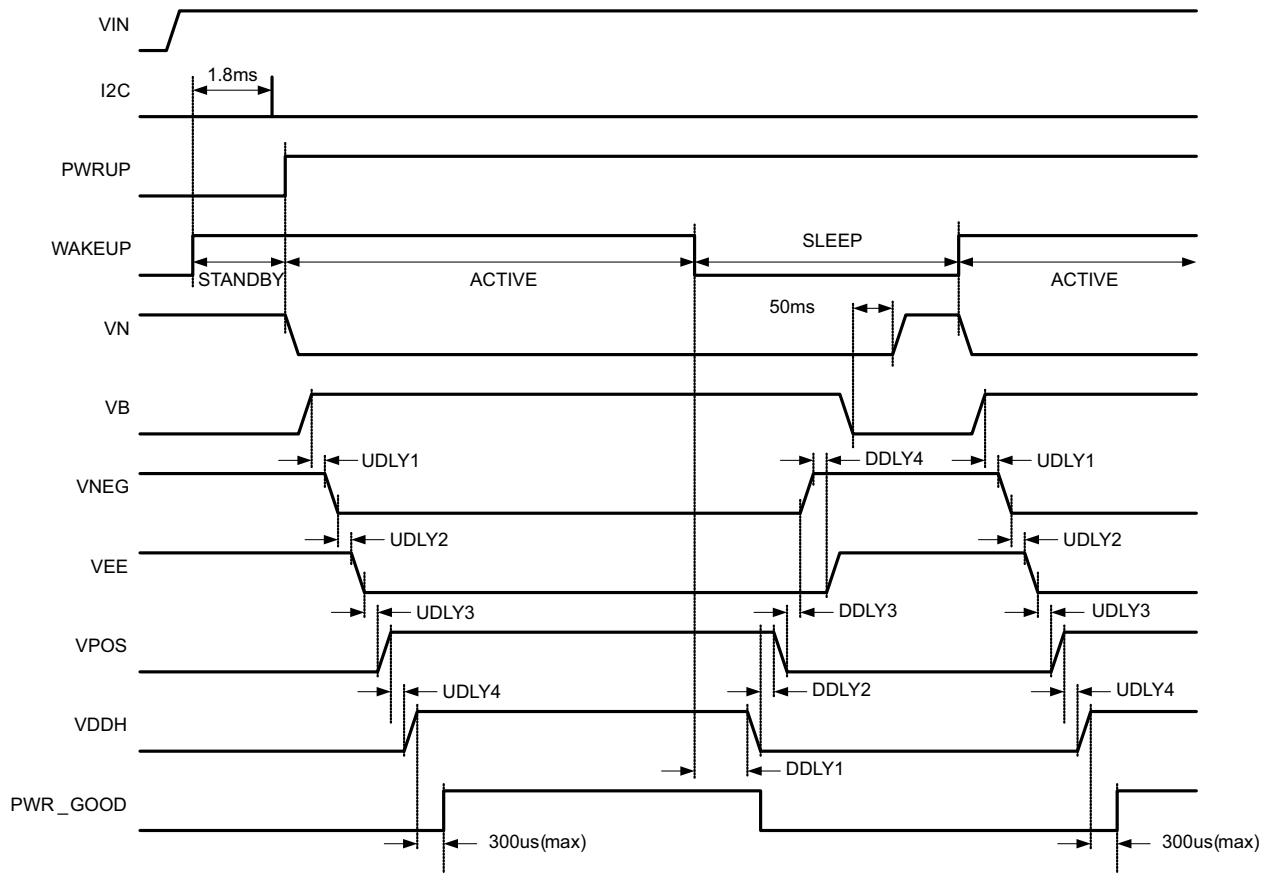 VIN
1.8ms
I2C
PWRUP
WAKEUP
SLEEP
STANDBY
ACTIVE
ACTIVE
50ms
VN
VB
UDLY1
DDLY4
UDLY1
VNEG
UDLY2
UDLY2
VEE
UDLY3
DDLY3
UDLY3
VPOS
UDLY4
DDLY2
UDLY4
VDDH
DDLY1
PWR_GOOD
300us(max)
300us(max)